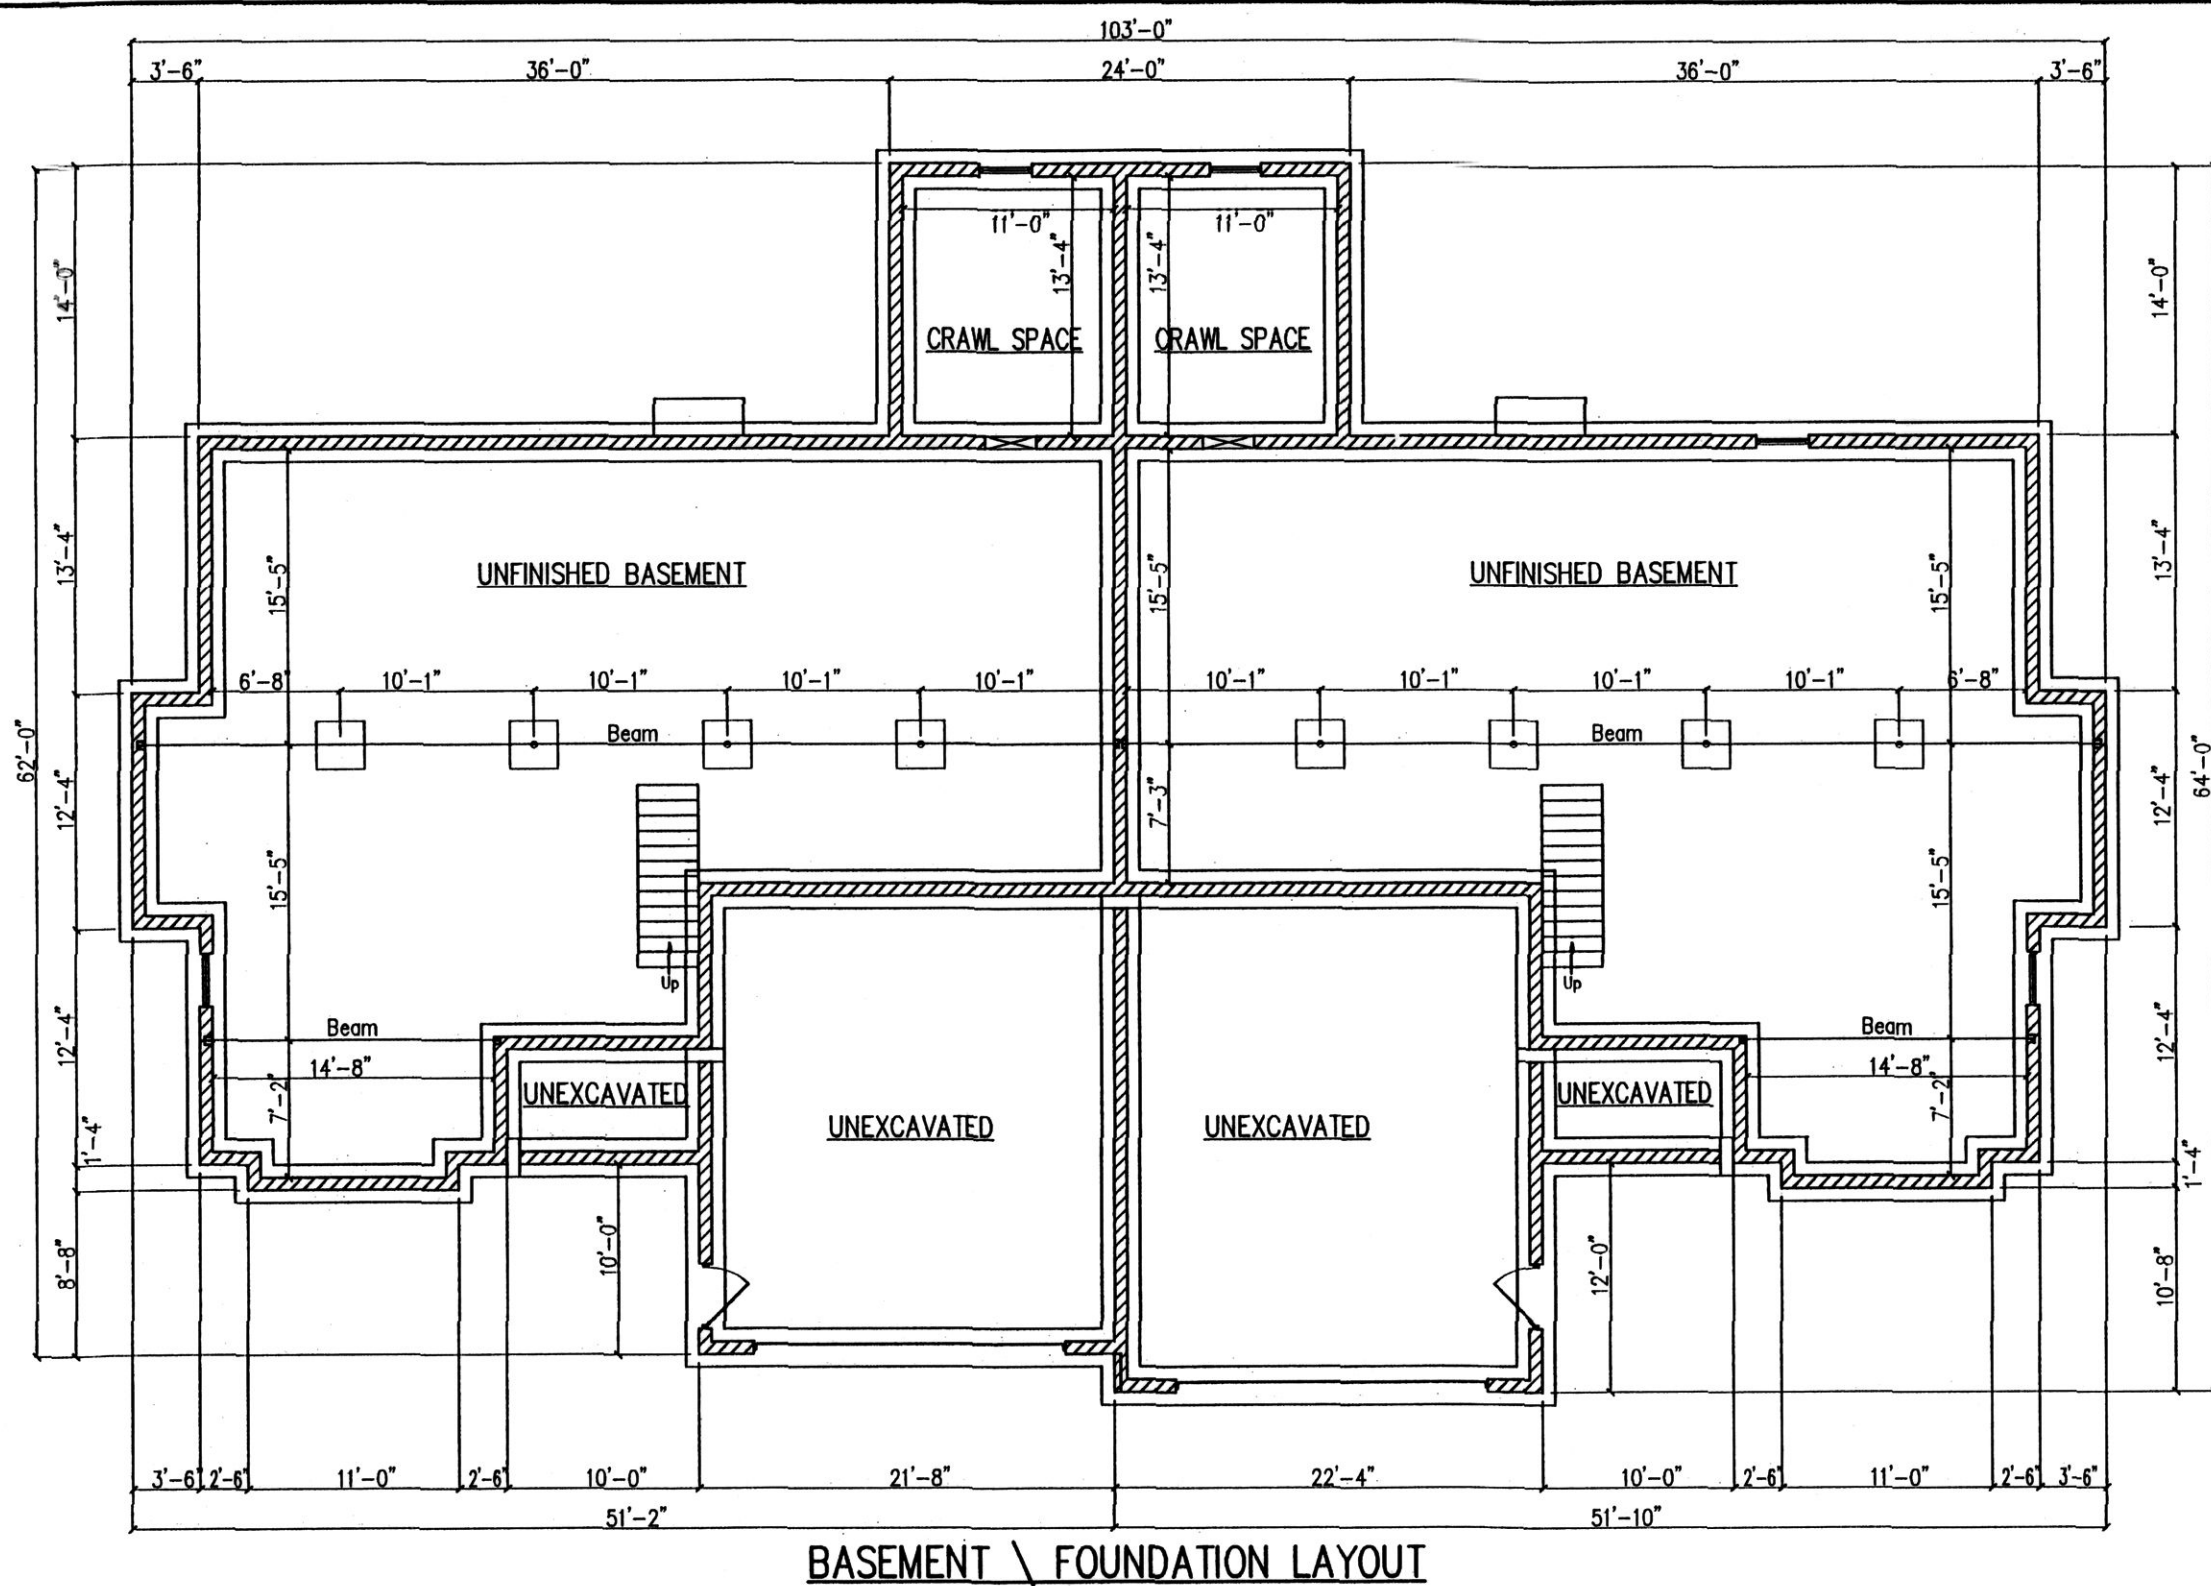 103'-0"
3'-6" 36'-0" 24'-0" 36'-0" 3'-6"
11'-0" 11'-0"
14'-0" 13'-4" 13'-4" 14'-0"
CRAWL SPACE CRAWL SPACE
13'-4" 15'-5" 15'-5" 15'-5" 13'-4"
UNFINISHED BASEMENT UNFINISHED BASEMENT
6'-8" 10'-1" 10'-1" 10'-1" 10'-1" 10'-1" 10'-1" 10'-1" 10'-1" 6'-8"
Beam Beam
62'-0" 64'-0"
12'-4" 7'-3" 12'-4"
15'-5" 15'-5"
Up Up
12'-4" Beam Beam 12'-4"
14'-8" 14'-8"
7'-2" UNEXCAVATED UNEXCAVATED 7'-2"
UNEXCAVATED UNEXCAVATED
1'-4" 1'-4"
8'-8" 10'-0" 12'-0" 10'-8"
3'-6" 2'-6" 11'-0" 2'-6" 10'-0" 21'-8" 22'-4" 10'-0" 2'-6" 11'-0" 2'-6" 3'-6"
51'-2" 51'-10"
BASEMENT \ FOUNDATION LAYOUT